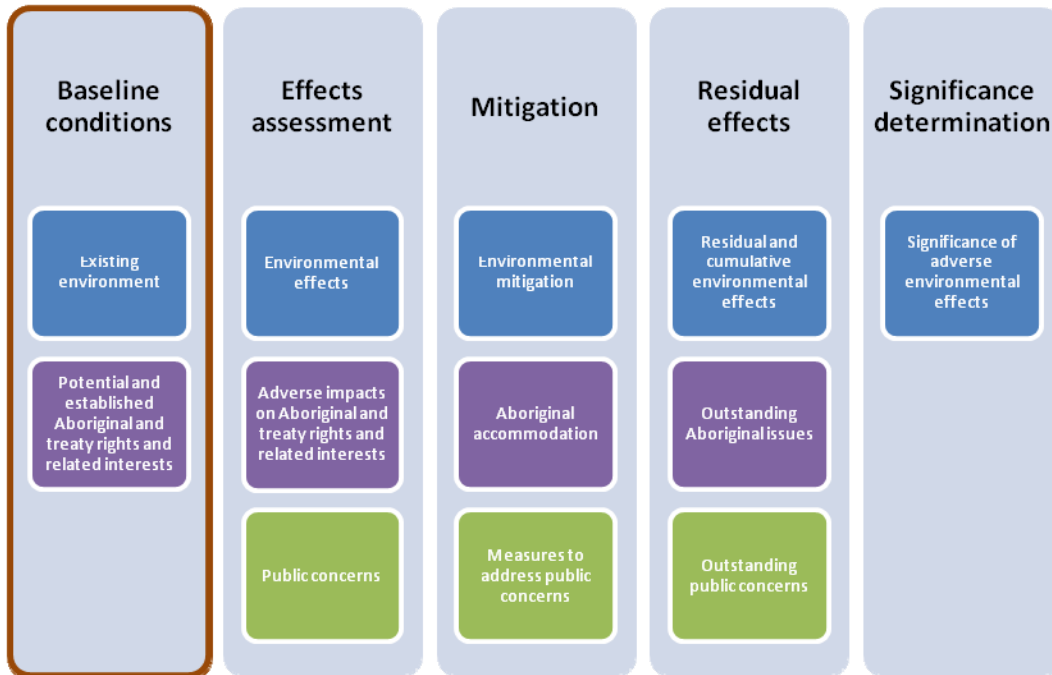 Baseline
conditions
Existing
environment
Potential and
established
Aboriginal and
treaty rights and
related interests
Effects
assessment
Environmental
effects
Adverse impacts
on Aboriginal and
treaty rights and
related interests
Public concerns
Mitigation
Environmental
mitigation
Aboriginal
accommodation
Measures to
address public
concerns
Residual
effects
Residual and
cumulative
environmental
effects
Outstanding
Aboriginal issues
Outstanding
public concerns
Significance
determination
Significance of
adverse
environmental
effects